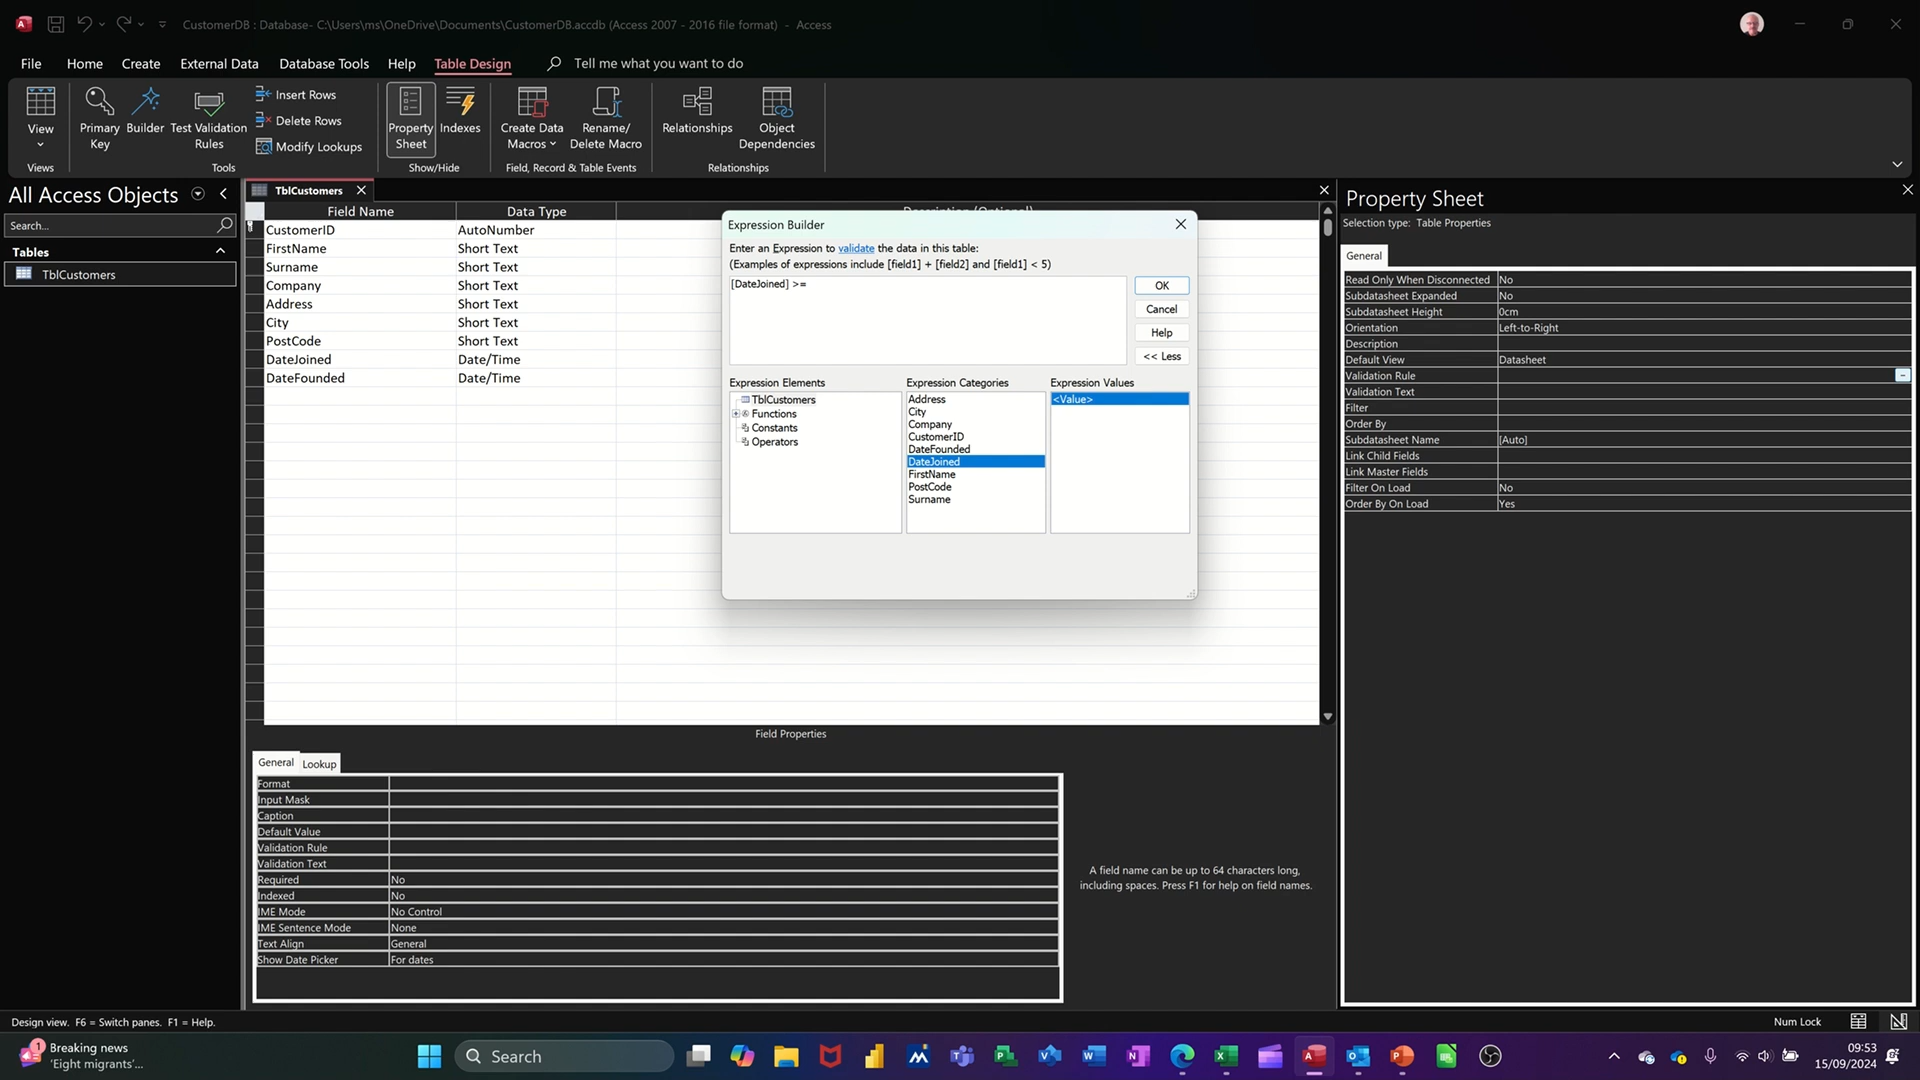 CustomerDB : Database- C:\Users\ms\OneDrive\Documents\CustomerDB.accdb (Access 2007 - 2016 file format) - Access
File Home Create External Data Database Tools Help Table Design Tell me what you want to do
View
Primary Key
Builder
Test Validation Rules
Insert Rows
Delete Rows
Modify Lookups
Property Sheet
Indexes
Create Data Macros
Rename/ Delete Macro
Relationships
Object Dependencies
Views Tools Show/Hide Field, Record & Table Events Relationships
All Access Objects
Search...
Tables
TblCustomers
TblCustomers
Field Name Data Type Description (Optional)
CustomerID AutoNumber
FirstName Short Text
Surname Short Text
Company Short Text
Address Short Text
City Short Text
PostCode Short Text
DateJoined Date/Time
DateFounded Date/Time
Expression Builder
Enter an Expression to validate the data in this table:
(Examples of expressions include [field1] + [field2] and [field1] < 5)
[DateJoined] >=
OK
Cancel
Help
<< Less
Expression Elements
TblCustomers
Functions
Constants
Operators
Expression Categories
Address
City
Company
CustomerID
DateFounded
DateJoined
FirstName
PostCode
Surname
Expression Values
<Value>
Property Sheet
Selection type: Table Properties
General
Read Only When Disconnected No
Subdatasheet Expanded No
Subdatasheet Height 0cm
Orientation Left-to-Right
Description
Default View Datasheet
Validation Rule
Validation Text
Filter
Order By
Subdatasheet Name [Auto]
Link Child Fields
Link Master Fields
Filter On Load No
Order By On Load Yes
Field Properties
General Lookup
Format
Input Mask
Caption
Default Value
Validation Rule
Validation Text
Required No
Indexed No
IME Mode No Control
IME Sentence Mode None
Text Align General
Show Date Picker For dates
A field name can be up to 64 characters long,
including spaces. Press F1 for help on field names.
Design view. F6 = Switch panes. F1 = Help.
Num Lock
1
Breaking news
'Eight migrants'...
Search
09:53
15/09/2024